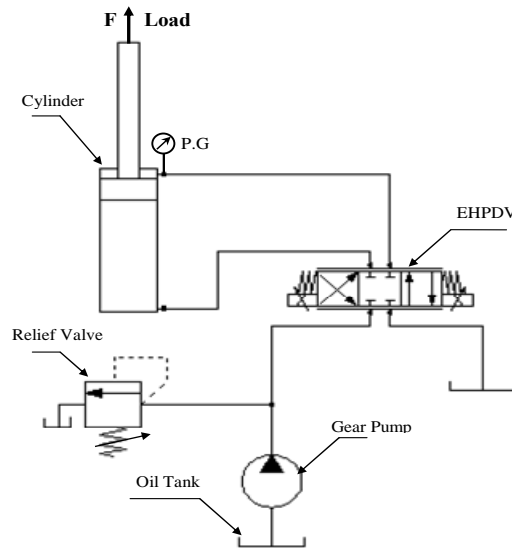 F Load
Cylinder
P.G
EHPDV
Relief Valve
Gear Pump
Oil Tank